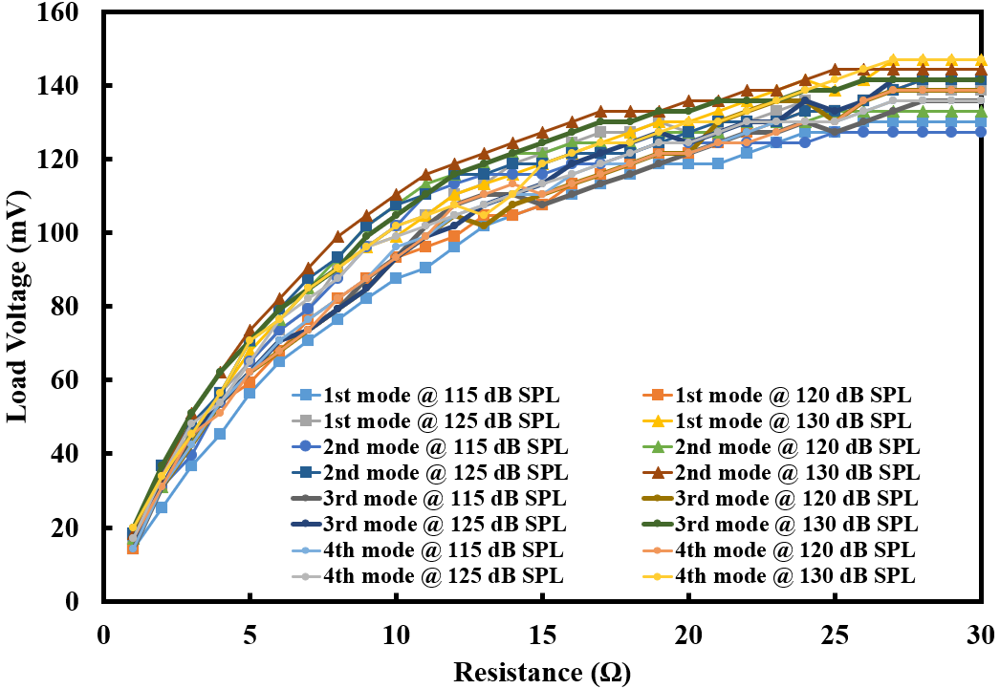 160
140
120
100
80
60
40
20
0
Load Voltage (mV)
1st mode @ 115 dB SPL 1st mode @ 120 dB SPL
1st mode @ 125 dB SPL 1st mode @ 130 dB SPL
2nd mode @ 115 dB SPL 2nd mode @ 120 dB SPL
2nd mode @ 125 dB SPL 2nd mode @ 130 dB SPL
3rd mode @ 115 dB SPL 3rd mode @ 120 dB SPL
3rd mode @ 125 dB SPL 3rd mode @ 130 dB SPL
4th mode @ 115 dB SPL 4th mode @ 120 dB SPL
4th mode @ 125 dB SPL 4th mode @ 130 dB SPL
0 5 10 15 20 25 30
Resistance (Ω)